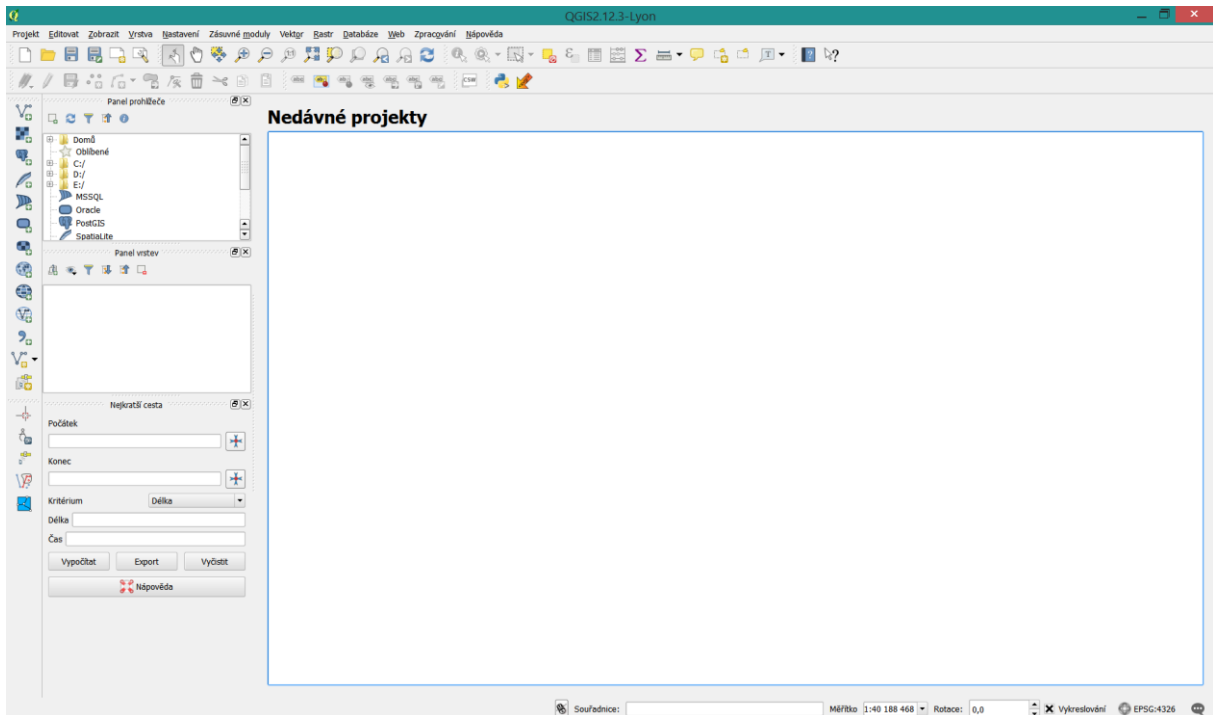 QGIS2.12.3-Lyon
Projekt Editovat Zobrazit Vrstva Nastavení Zásuvné moduly Vektor Rastr Databáze Web Zpracování Nápověda
CSW
Panel prohlížeče
Domů
Oblíbené
C:/
D:/
E:/
MSSQL
Oracle
PostGIS
SpatiaLite
Panel vrstev
Nejkratší cesta
Počátek
Konec
Kritérium Délka
Délka
Čas
Vypočítat Export Vyčistit
Nápověda
Nedávné projekty
Souřadnice: Měřítko 1:40 188 468 Rotace: 0,0 Vykreslování EPSG:4326